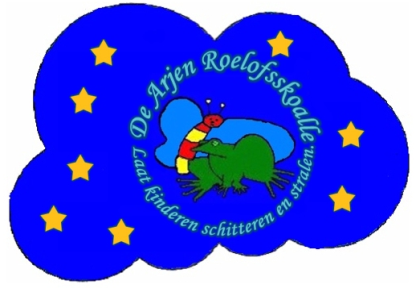 De Arjen Roelofsskoalle
Laat kinderen schitteren en stralen.